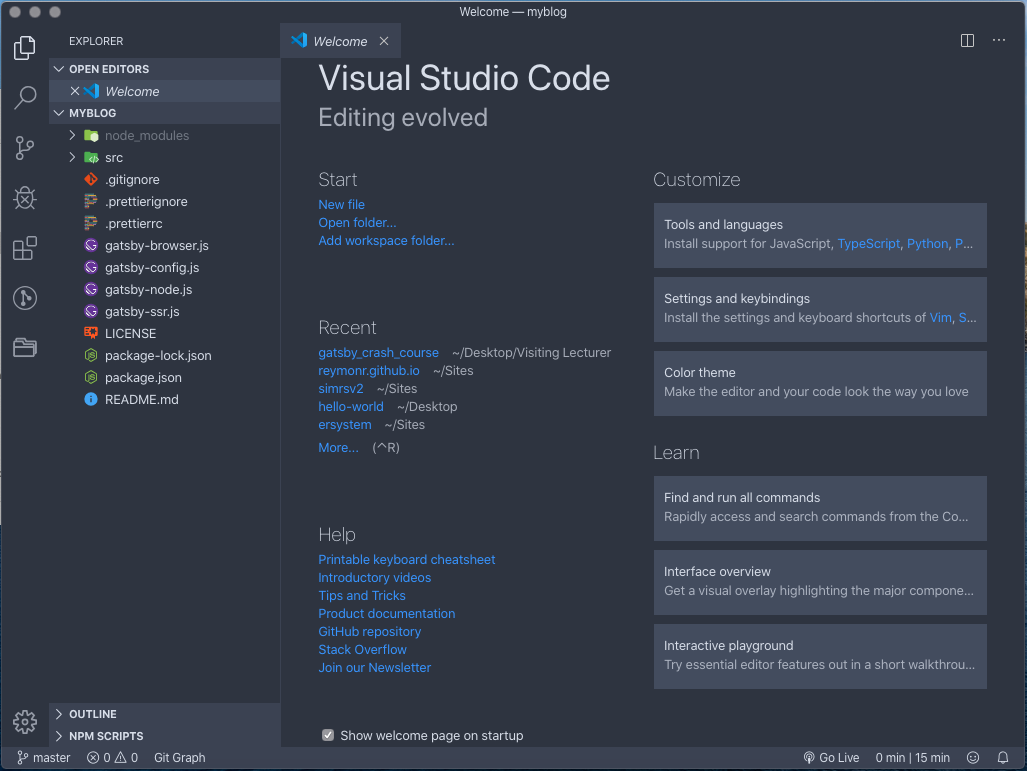 Welcome — myblog
EXPLORER
OPEN EDITORS
Welcome
MYBLOG
node_modules
src
.gitignore
.prettierignore
.prettierrc
gatsby-browser.js
gatsby-config.js
gatsby-node.js
gatsby-ssr.js
LICENSE
package-lock.json
package.json
README.md
OUTLINE
NPM SCRIPTS
Welcome
Visual Studio Code
Editing evolved
Start
New file
Open folder...
Add workspace folder...
Recent
gatsby_crash_course ~/Desktop/Visiting Lecturer
reymonr.github.io ~/Sites
simrsv2 ~/Sites
hello-world ~/Desktop
ersystem ~/Sites
More... (^R)
Help
Printable keyboard cheatsheet
Introductory videos
Tips and Tricks
Product documentation
GitHub repository
Stack Overflow
Join our Newsletter
Show welcome page on startup
Customize
Tools and languages
Install support for JavaScript, TypeScript, Python, P...
Settings and keybindings
Install the settings and keyboard shortcuts of Vim, S...
Color theme
Make the editor and your code look the way you love
Learn
Find and run all commands
Rapidly access and search commands from the Co...
Interface overview
Get a visual overlay highlighting the major compone...
Interactive playground
Try essential editor features out in a short walkthrou...
master 0 0 Git Graph Go Live 0 min | 15 min